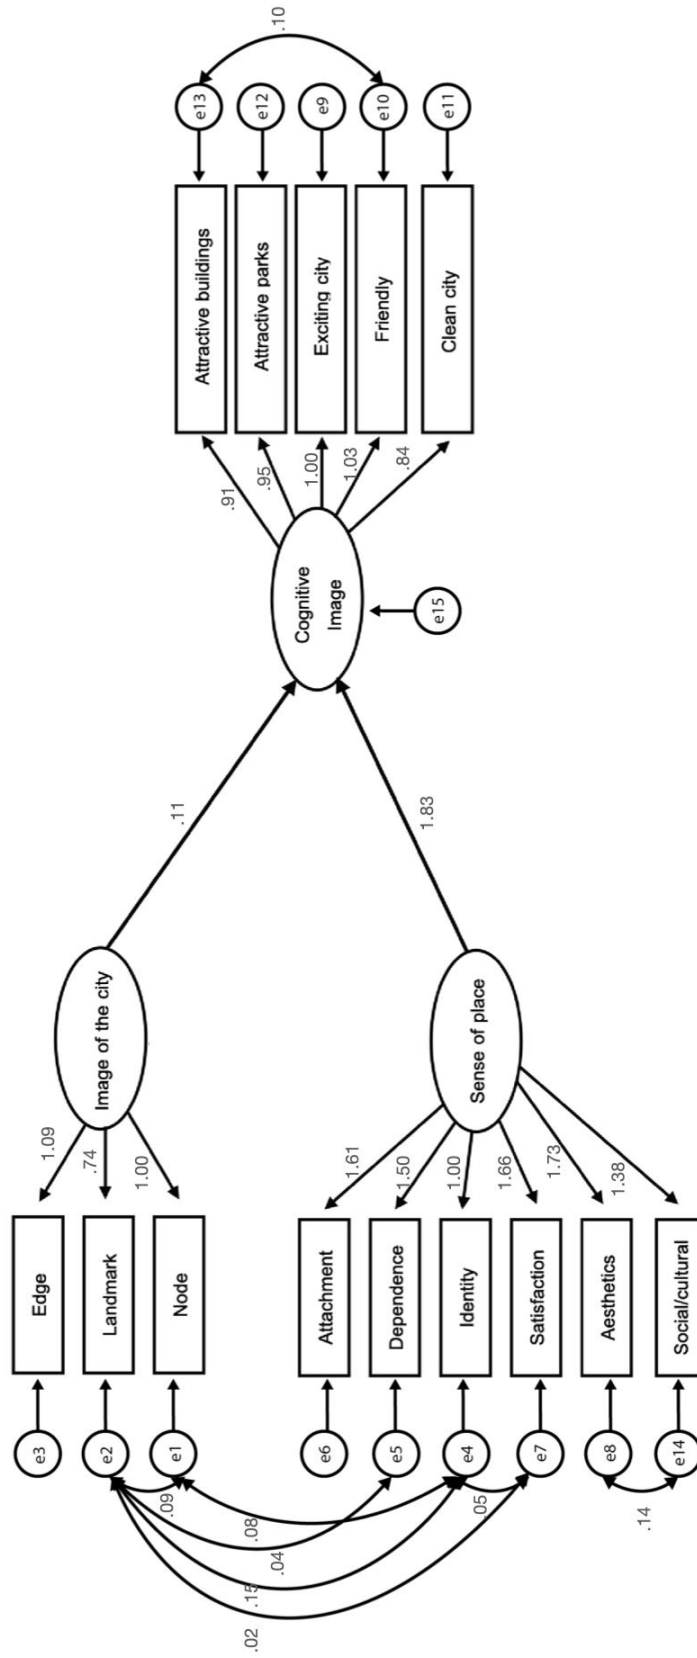 e3
e2
e1
e6
e5
e4
e7
e8
e14
.09
.08
.04
.15
.02
.05
.14
Edge
Landmark
Node
Attachment
Dependence
Identity
Satisfaction
Aesthetics
Social/cultural
1.09
.74
1.00
1.61
1.50
1.00
1.66
1.73
1.38
Image of the city
Sense of place
.11
1.83
Cognitive
Image
e15
.91
.95
1.00
1.03
.84
Attractive buildings
Attractive parks
Exciting city
Friendly
Clean city
e13
e12
e9
e10
e11
.10